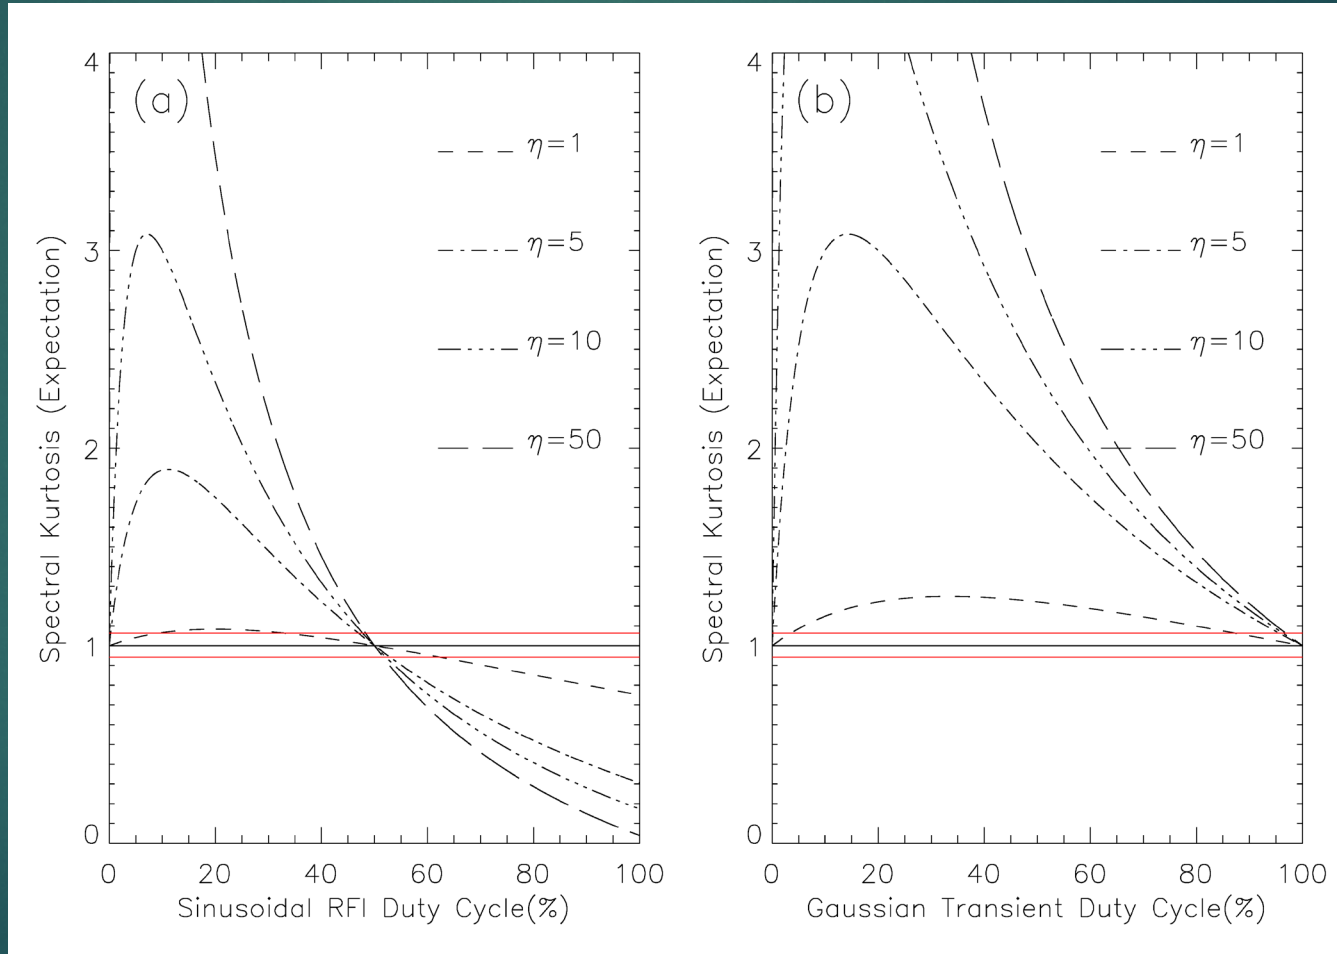 (a)
4
3
2
1
0
η=1
η=5
η=10
η=50
Spectral Kurtosis (Expectation)
0 20 40 60 80 100
Sinusoidal RFI Duty Cycle(%)
(b)
4
3
2
1
0
η=1
η=5
η=10
η=50
Spectral Kurtosis (Expectation)
0 20 40 60 80 100
Gaussian Transient Duty Cycle(%)